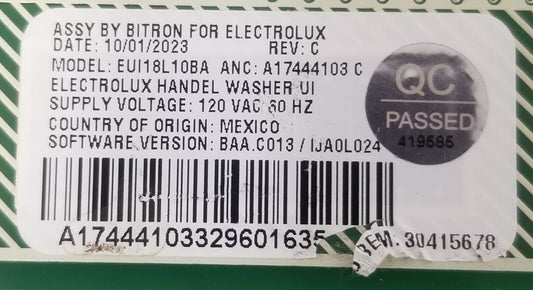 ASSY BY BITRON FOR ELECTROLUX
DATE: 10/01/2023 REV: C
MODEL: EUI18L10BA ANC: A17444103 C
ELECTROLUX HANDEL WASHER UI
SUPPLY VOLTAGE: 120 VAC 60 HZ
COUNTRY OF ORIGIN: MEXICO
SOFTWARE VERSION: BAA.C013 / IJA0L024
QC
PASSED
419585
A17444103329601635
30415678